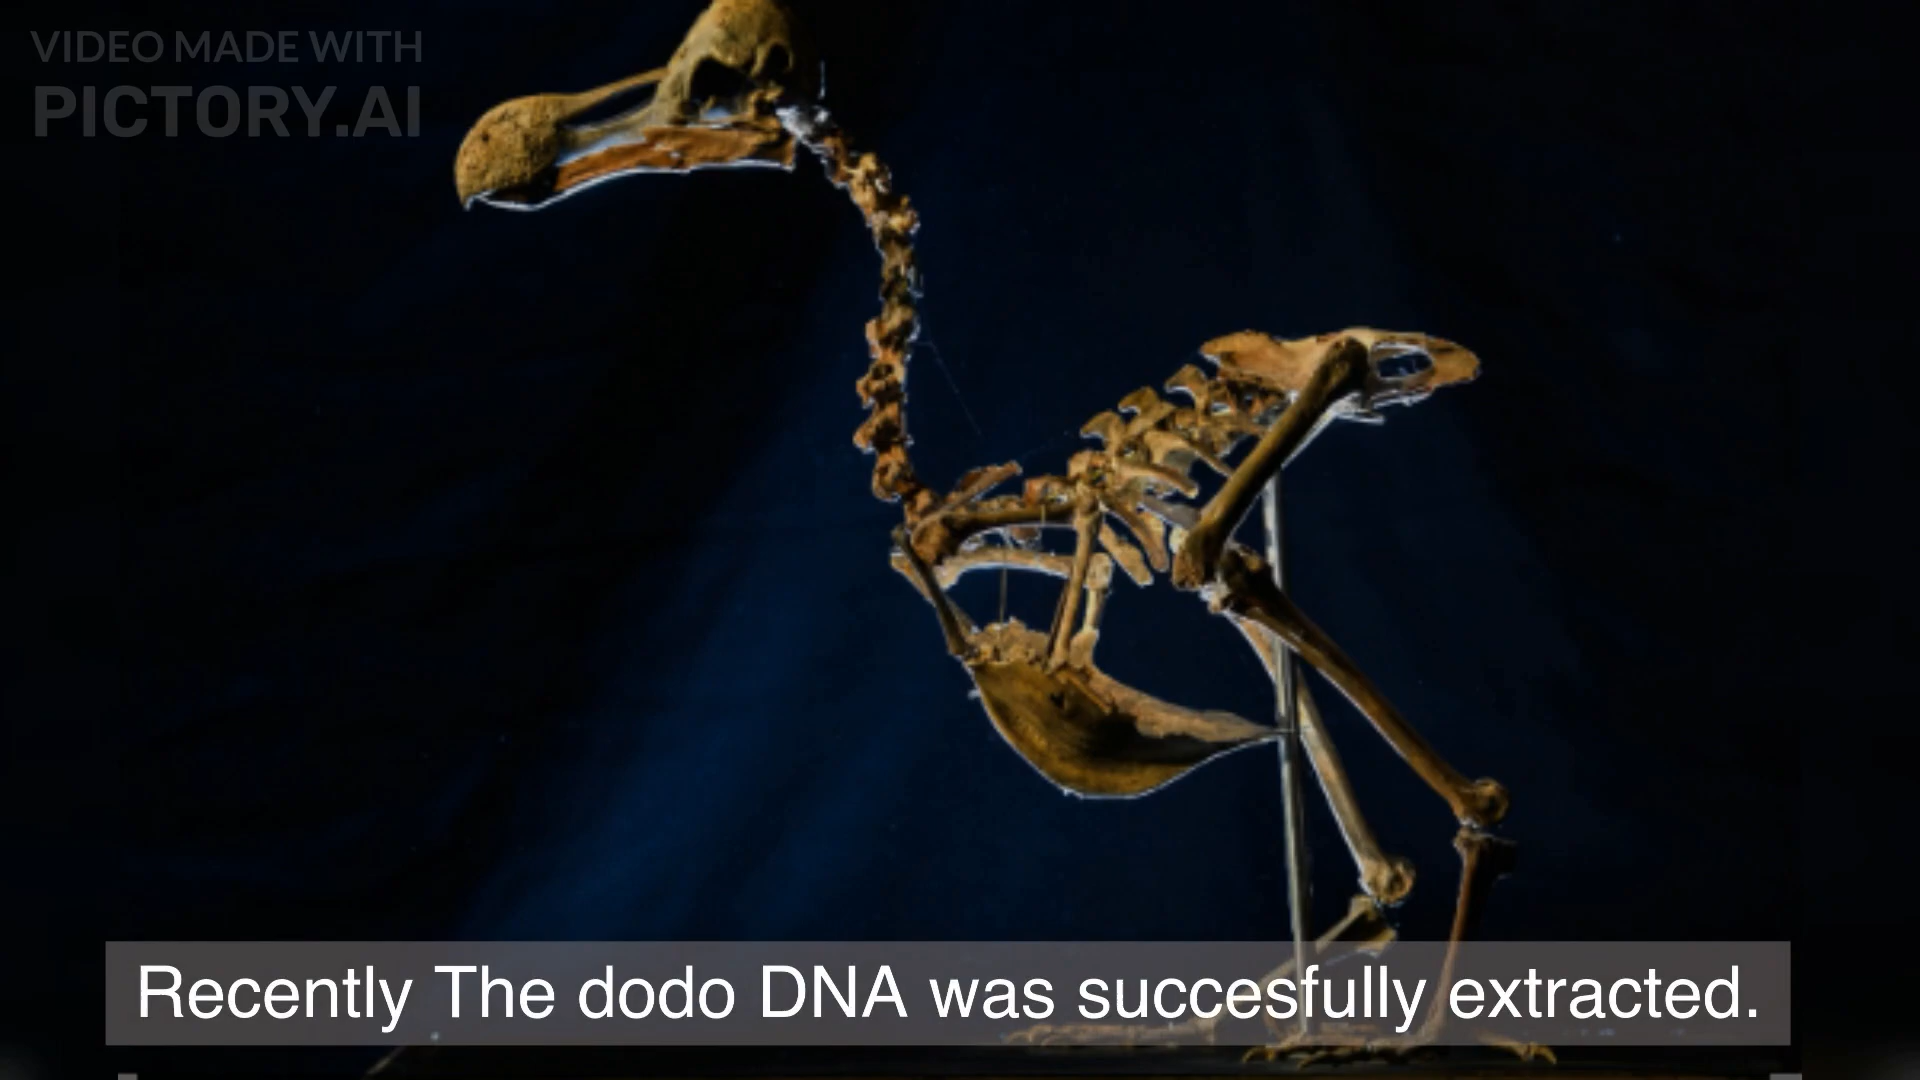 VIDEO MADE WITH
PICTORY.AI
Recently The dodo DNA was succesfully extracted.